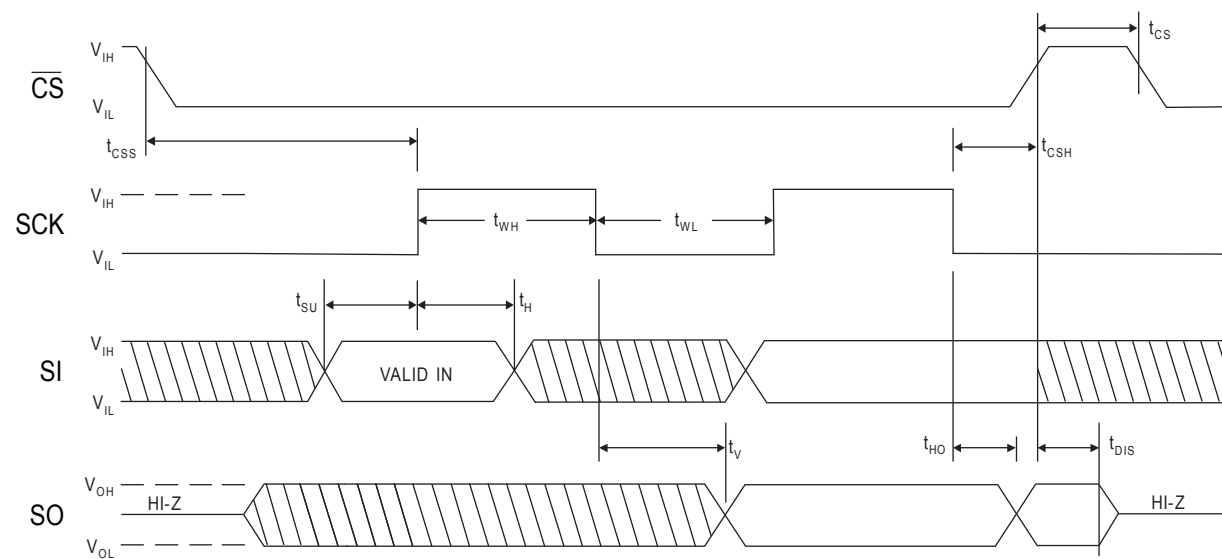 t_CS
V_IH
C̅S̅
V_IL
t_CSS
t_CSH
V_IH
SCK
t_WH
t_WL
V_IL
t_SU
t_H
V_IH
SI
VALID IN
V_IL
t_V
t_HO
t_DIS
V_OH
HI-Z
HI-Z
SO
V_OL